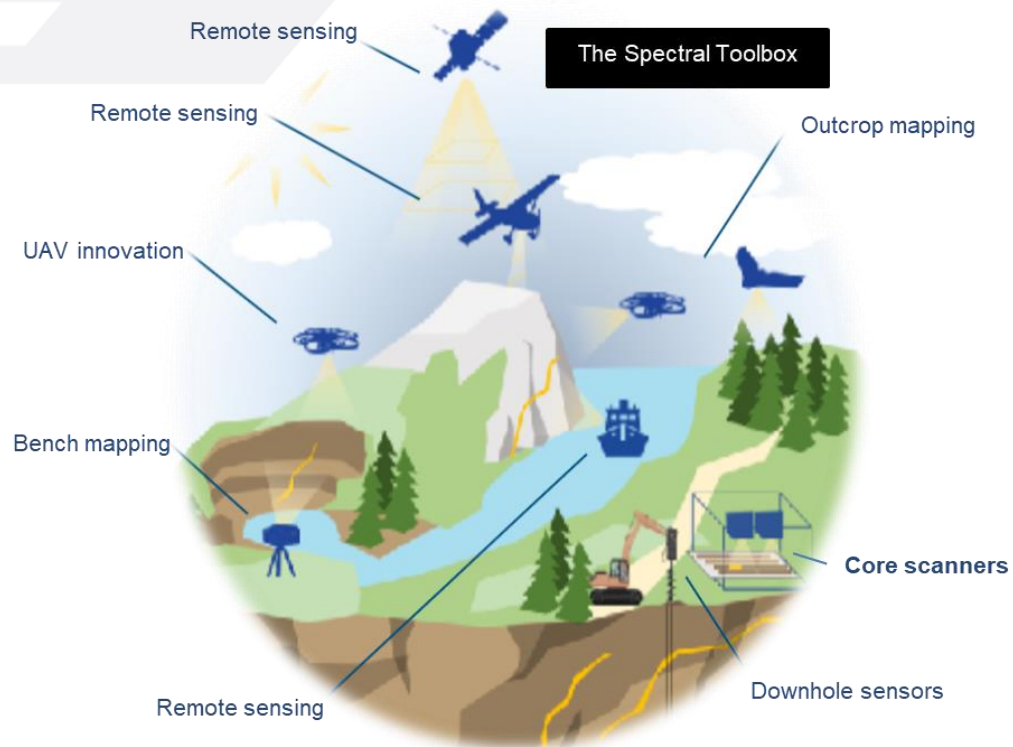 Remote sensing
The Spectral Toolbox
Remote sensing
Outcrop mapping
UAV innovation
Bench mapping
Core scanners
Downhole sensors
Remote sensing